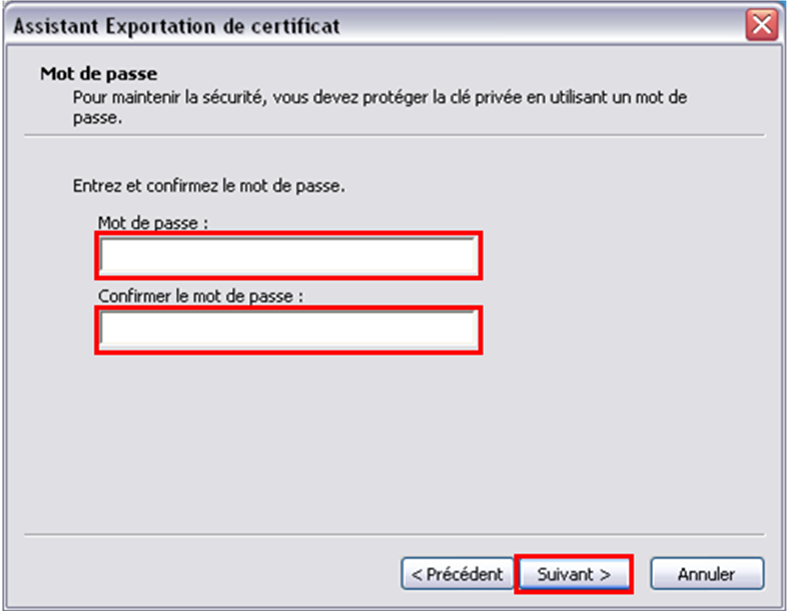 Assistant Exportation de certificat
Mot de passe
Pour maintenir la sécurité, vous devez protéger la clé privée en utilisant un mot de
passe.
Entrez et confirmez le mot de passe.
Mot de passe :
Confirmer le mot de passe :
< Précédent
Suivant >
Annuler